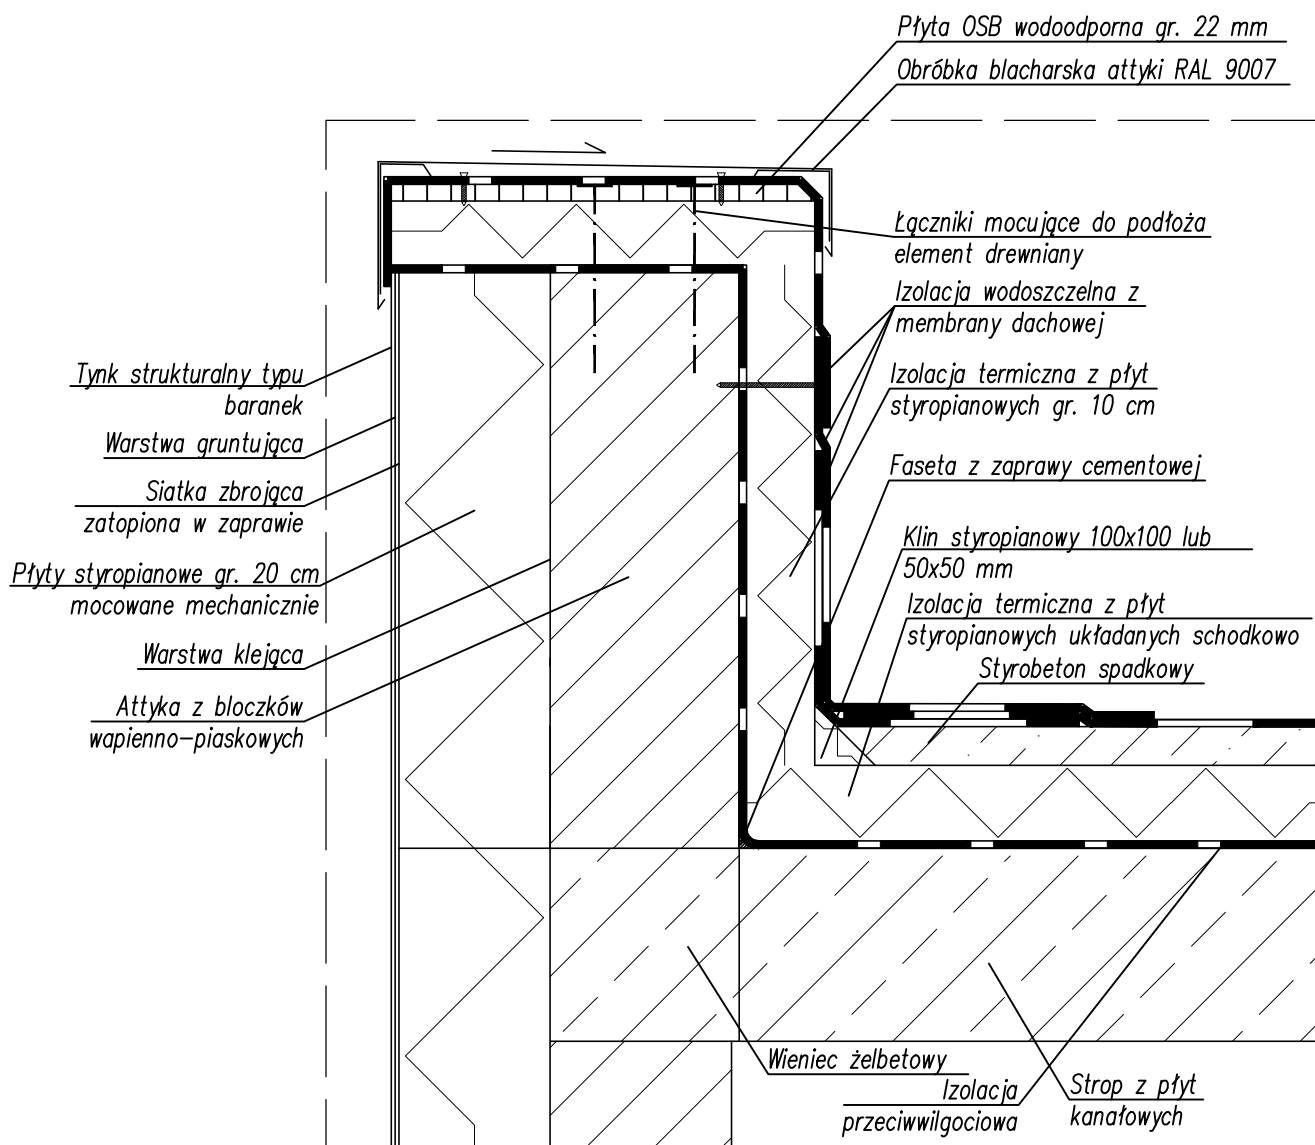 Płyta OSB wodoodporna gr. 22 mm
Obróbka blacharska attyki RAL 9007
Łączniki mocujące do podłoża
element drewniany
Izolacja wodoszczelna z
membrany dachowej
Izolacja termiczna z płyt
styropianowych gr. 10 cm
Faseta z zaprawy cementowej
Klin styropianowy 100x100 lub
50x50 mm
Izolacja termiczna z płyt
styropianowych układanych schodkowo
Styrobeton spadkowy
Tynk strukturalny typu
baranek
Warstwa gruntująca
Siatka zbrojąca
zatopiona w zaprawie
Płyty styropianowe gr. 20 cm
mocowane mechanicznie
Warstwa klejąca
Attyka z bloczków
wapienno-piaskowych
Wieniec żelbetowy
Izolacja
przeciwwilgociowa
Strop z płyt
kanałowych